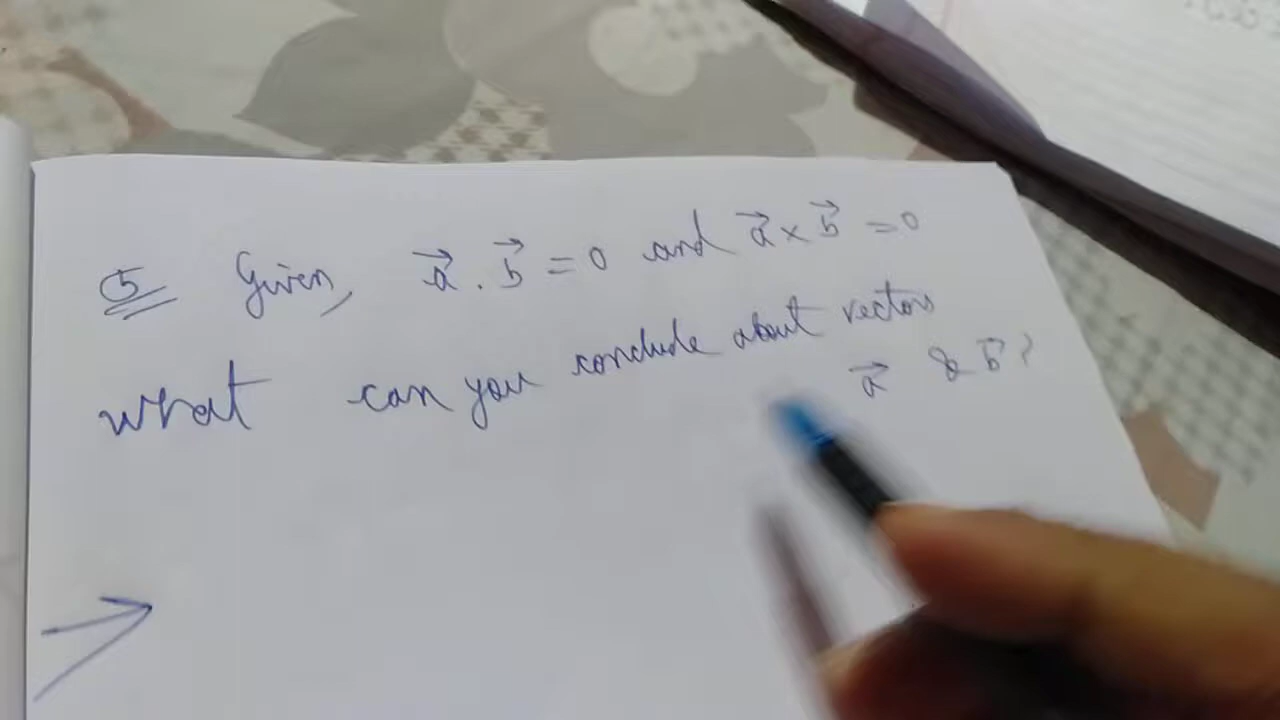 5 Given, a⃗ . b⃗ = 0 and a⃗ × b⃗ = 0
what can you conclude about vectors
a⃗ & b⃗ ?